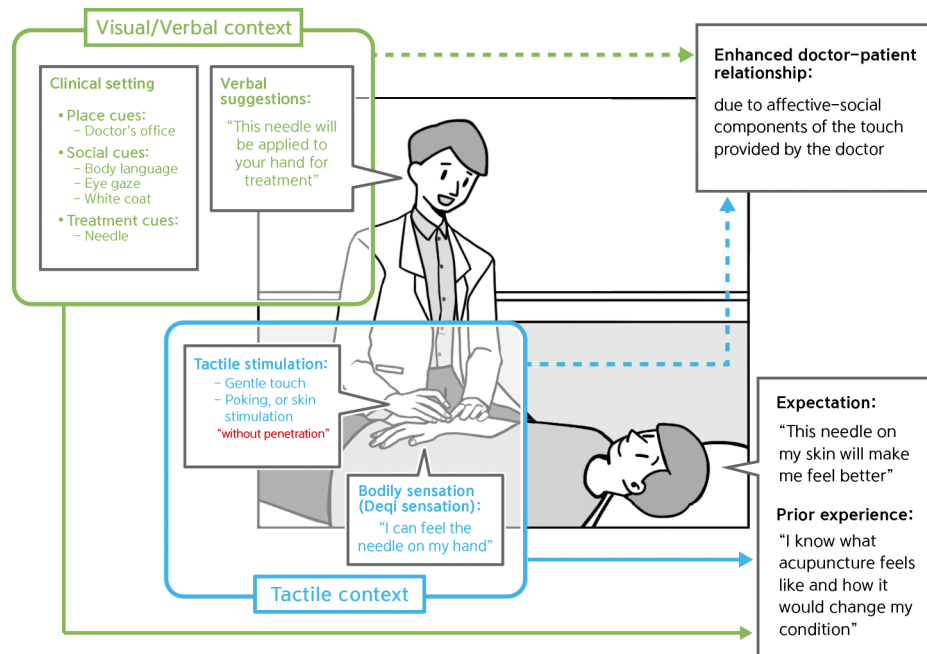 Visual/Verbal context
Clinical setting
• Place cues:
– Doctor's office
• Social cues:
– Body language
– Eye gaze
– White coat
• Treatment cues:
– Needle
Verbal
suggestions:
“This needle will
be applied to
your hand for
treatment”
Enhanced doctor-patient
relationship:
due to affective-social
components of the touch
provided by the doctor
Tactile stimulation:
– Gentle touch
– Poking, or skin
stimulation
“without penetration”
Bodily sensation
(Deqi sensation):
“I can feel the
needle on my hand”
Tactile context
Expectation:
“This needle on
my skin will make
me feel better”
Prior experience:
“I know what
acupuncture feels
like and how it
would change my
condition”